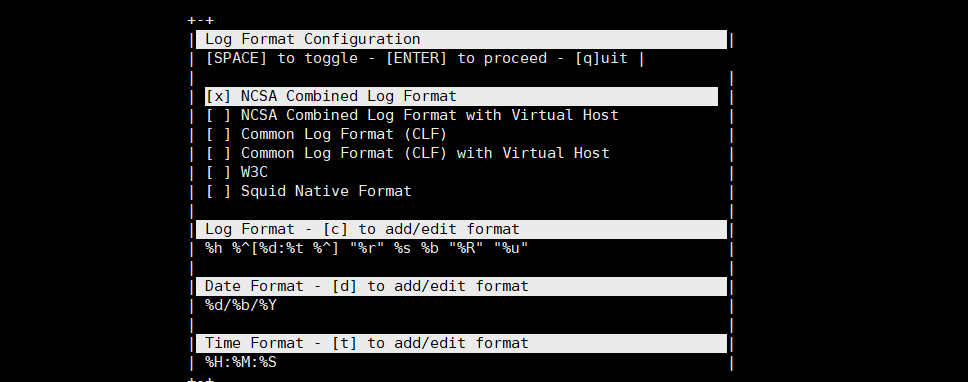 +-+
| Log Format Configuration |
| [SPACE] to toggle - [ENTER] to proceed - [q]uit |
| |
| [x] NCSA Combined Log Format |
| [ ] NCSA Combined Log Format with Virtual Host |
| [ ] Common Log Format (CLF) |
| [ ] Common Log Format (CLF) with Virtual Host |
| [ ] W3C |
| [ ] Squid Native Format |
| |
| Log Format - [c] to add/edit format |
| %h %^[%d:%t %^] "%r" %s %b "%R" "%u" |
| |
| Date Format - [d] to add/edit format |
| %d/%b/%Y |
| |
| Time Format - [t] to add/edit format |
| %H:%M:%S |
+-+